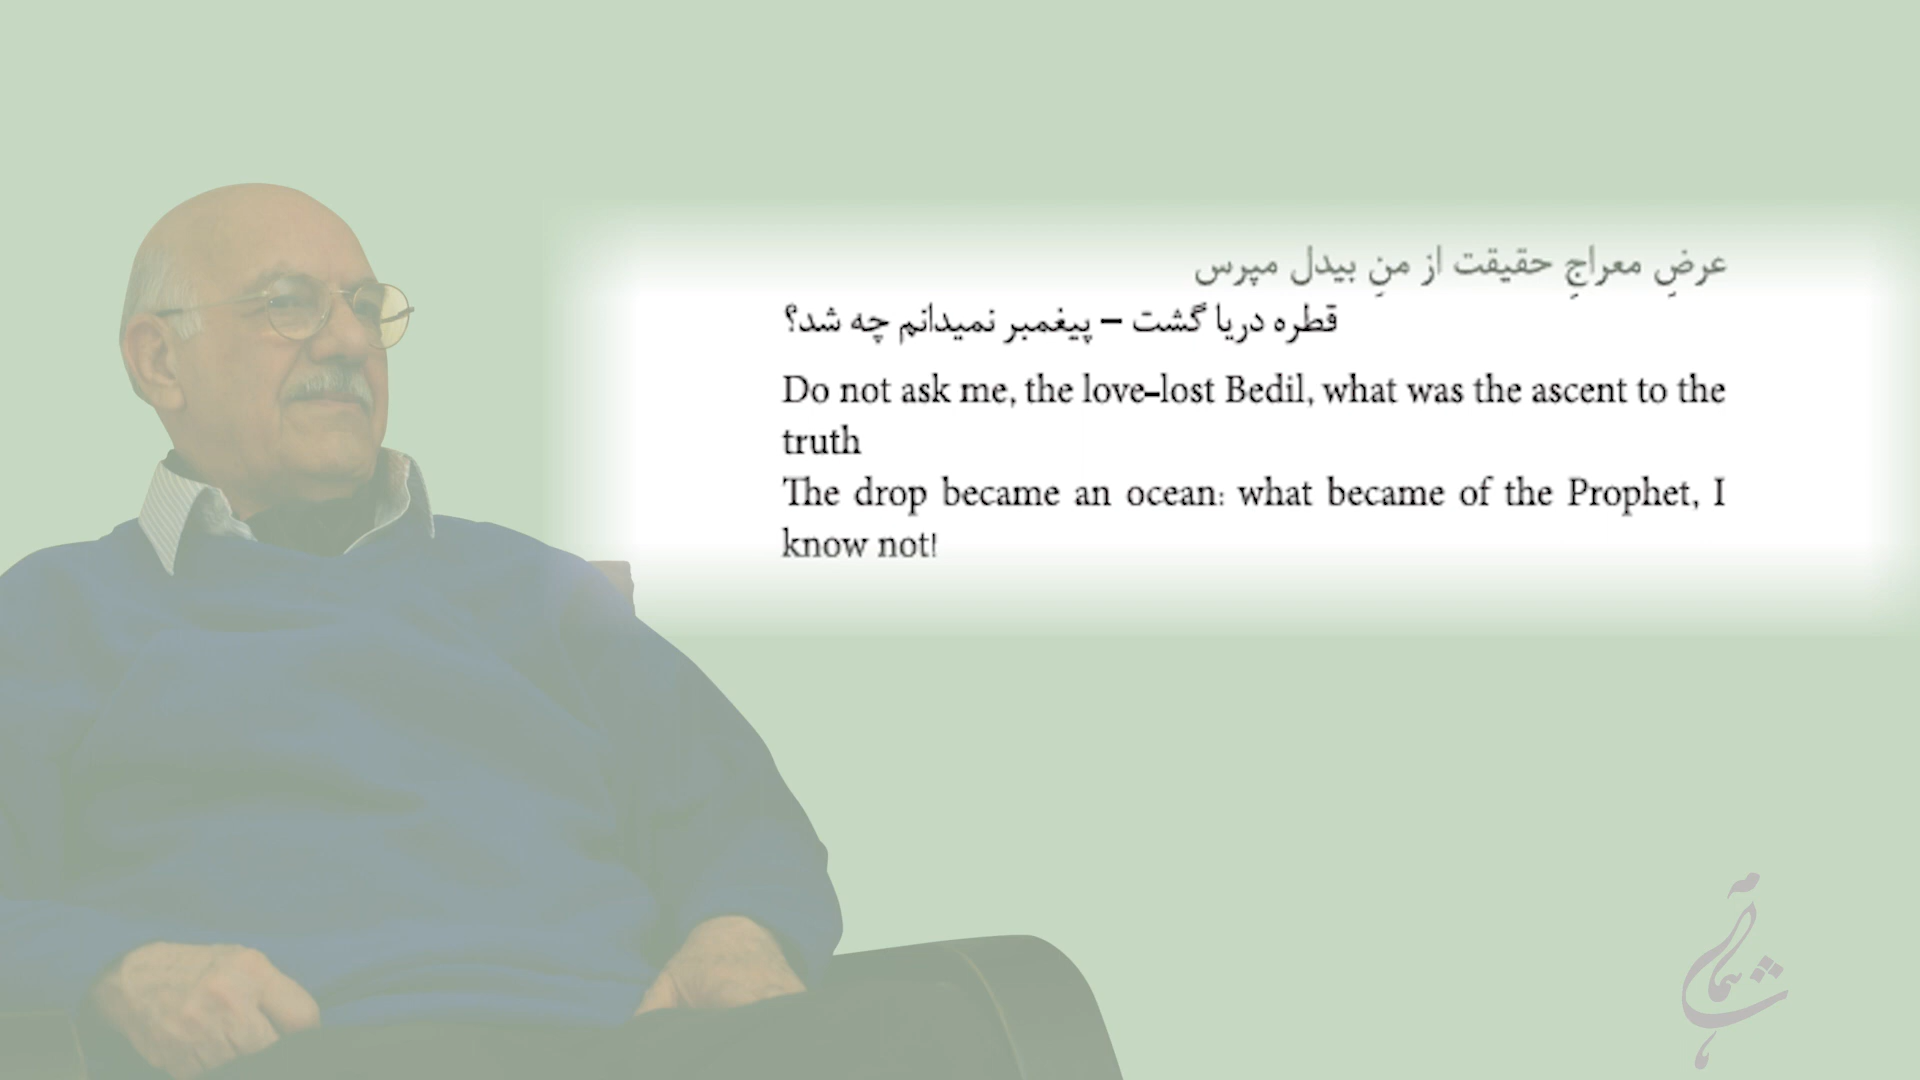 عرضِ معراجِ حقیقت از منِ بیدل مپرس
قطره دریا گشت – پیغمبر نمیدانم چه شد؟
Do not ask me, the love–lost Bedil, what was the ascent to the
truth
The drop became an ocean: what became of the Prophet, I
know not!